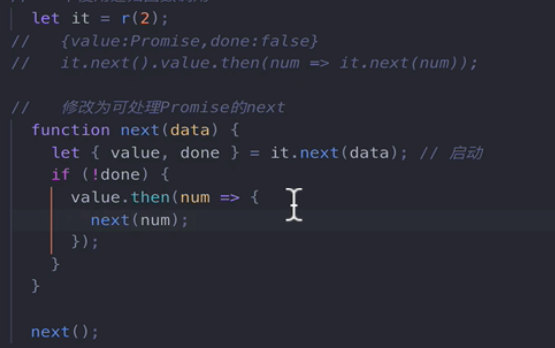 let it = r(2);
//   {value:Promise,done:false}
//   it.next().value.then(num => it.next(num));
//   修改为可处理Promise的next
function next(data) {
let { value, done } = it.next(data); // 启动
if (!done) {
value.then(num => {
next(num);
});
}
}
next();